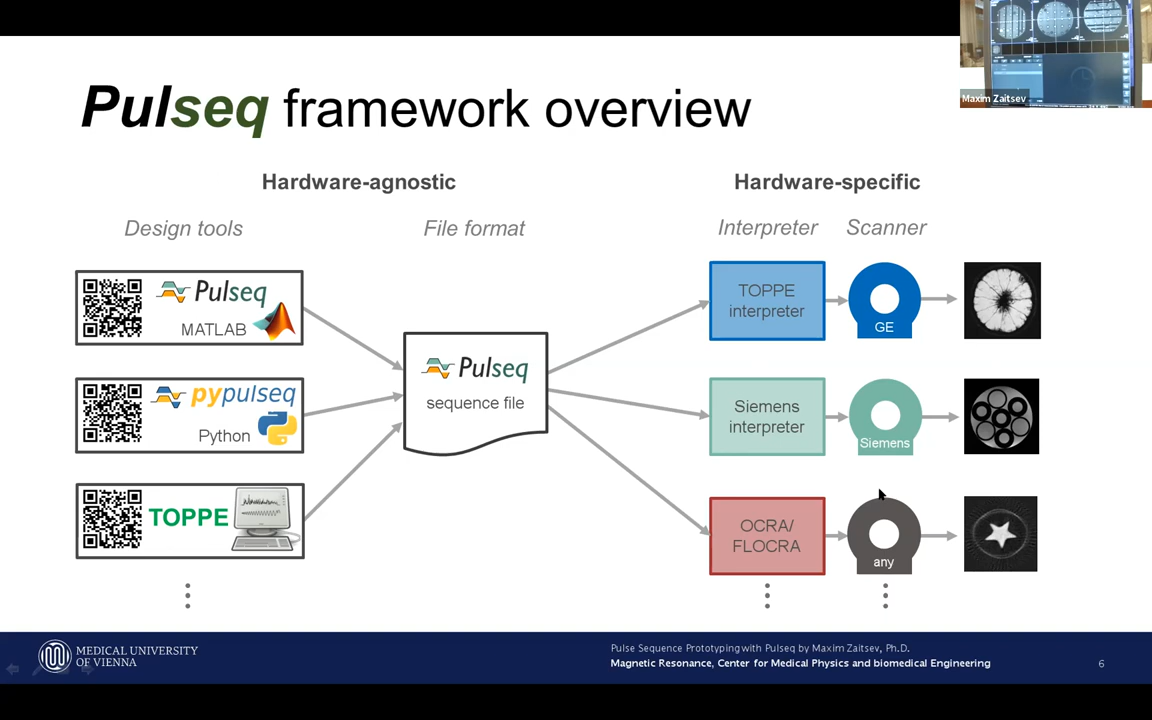 Maxim Zaitsev
Pulseq framework overview
Hardware-agnostic
Hardware-specific
Design tools
File format
Interpreter
Scanner
Pulseq
MATLAB
pypulseq
Python
TOPPE
Pulseq
sequence file
TOPPE
interpreter
GE
Siemens
interpreter
Siemens
OCRA/
FLOCRA
any
MEDICAL UNIVERSITY
OF VIENNA
Pulse Sequence Prototyping with Pulseq by Maxim Zaitsev, Ph.D.
Magnetic Resonance, Center for Medical Physics and biomedical Engineering
6